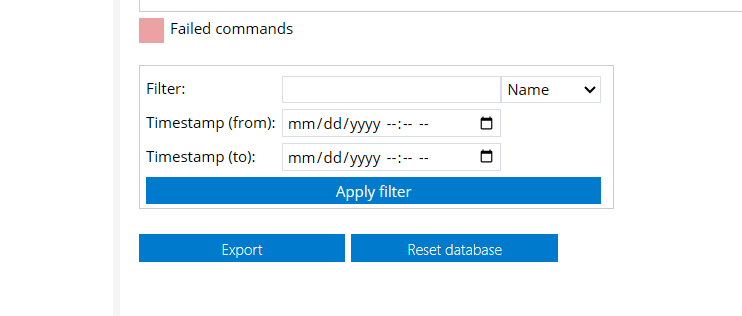 Failed commands
Filter: Name
Timestamp (from): mm/dd/yyyy --:-- --
Timestamp (to): mm/dd/yyyy --:-- --
Apply filter
Export Reset database